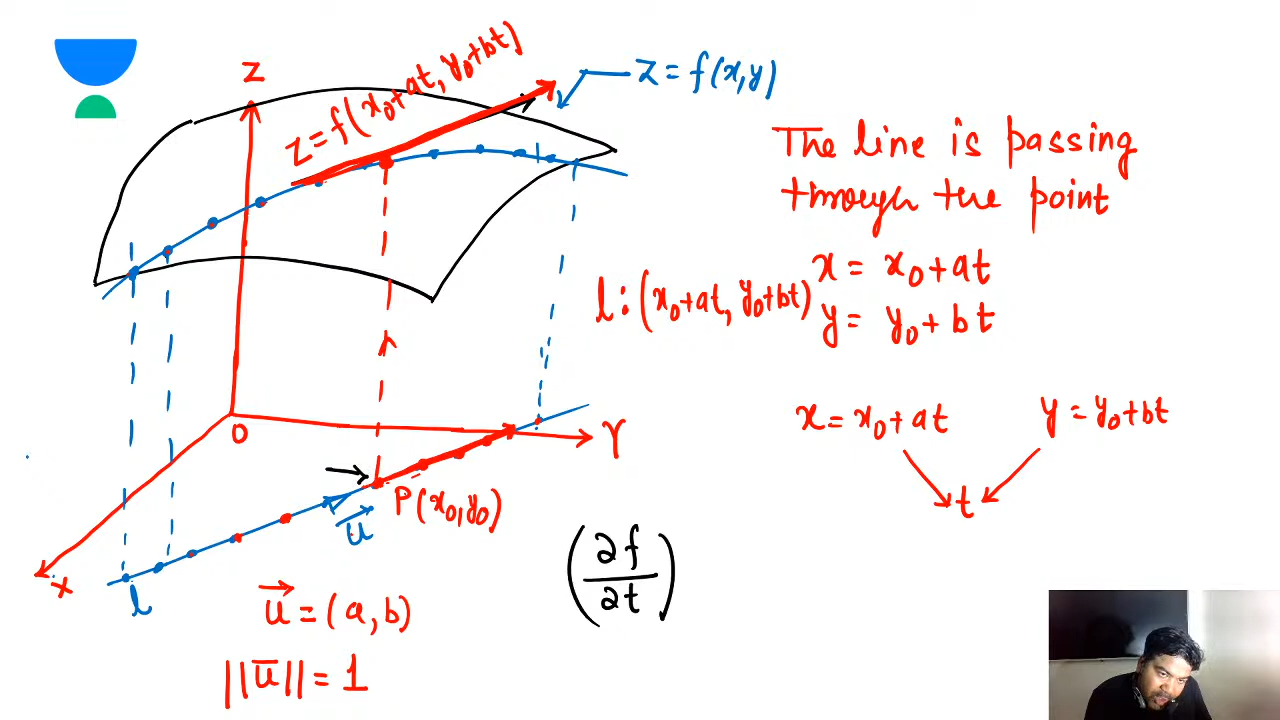 Z
Z = f(x₀+at, y₀+bt)
Z = f(x,y)
The line is passing
through the point
x = x₀+at
l : (x₀+at, y₀+bt)
y = y₀+bt
x = x₀+at
y = y₀+bt
t
O
Y
P(x₀,y₀)
u⃗
x
l
(∂f/∂t)
u⃗ = (a,b)
||u̅|| = 1